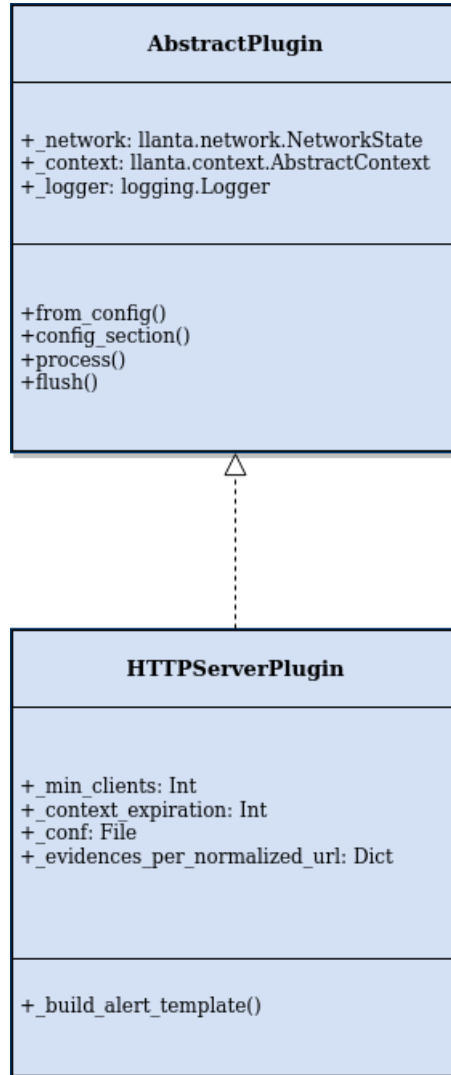 AbstractPlugin
+_network: llanta.network.NetworkState
+_context: llanta.context.AbstractContext
+_logger: logging.Logger
+from_config()
+config_section()
+process()
+flush()
HTTPServerPlugin
+_min_clients: Int
+_context_expiration: Int
+_conf: File
+_evidences_per_normalized_url: Dict
+_build_alert_template()